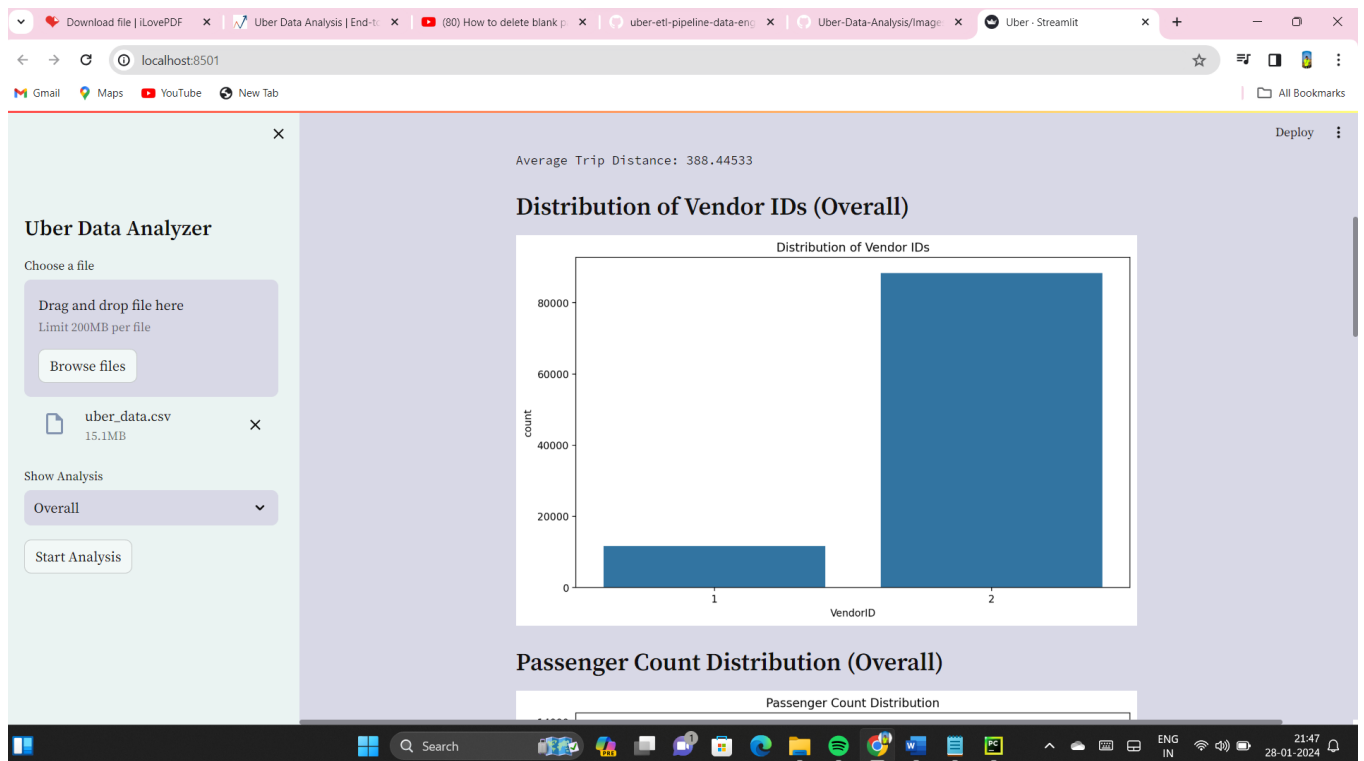 Download file | iLovePDF
Uber Data Analysis | End-to
(80) How to delete blank p
uber-etl-pipeline-data-eng
Uber-Data-Analysis/Image
Uber · Streamlit
localhost:8501
Gmail
Maps
YouTube
New Tab
All Bookmarks
Deploy
Uber Data Analyzer
Choose a file
Drag and drop file here
Limit 200MB per file
Browse files
uber_data.csv
15.1MB
Show Analysis
Overall
Start Analysis
Average Trip Distance: 388.44533
Distribution of Vendor IDs (Overall)
Distribution of Vendor IDs
80000
60000
40000
20000
0
count
1
2
VendorID
Passenger Count Distribution (Overall)
Passenger Count Distribution
Search
PRE
1
W
PC
ENG
IN
21:47
28-01-2024